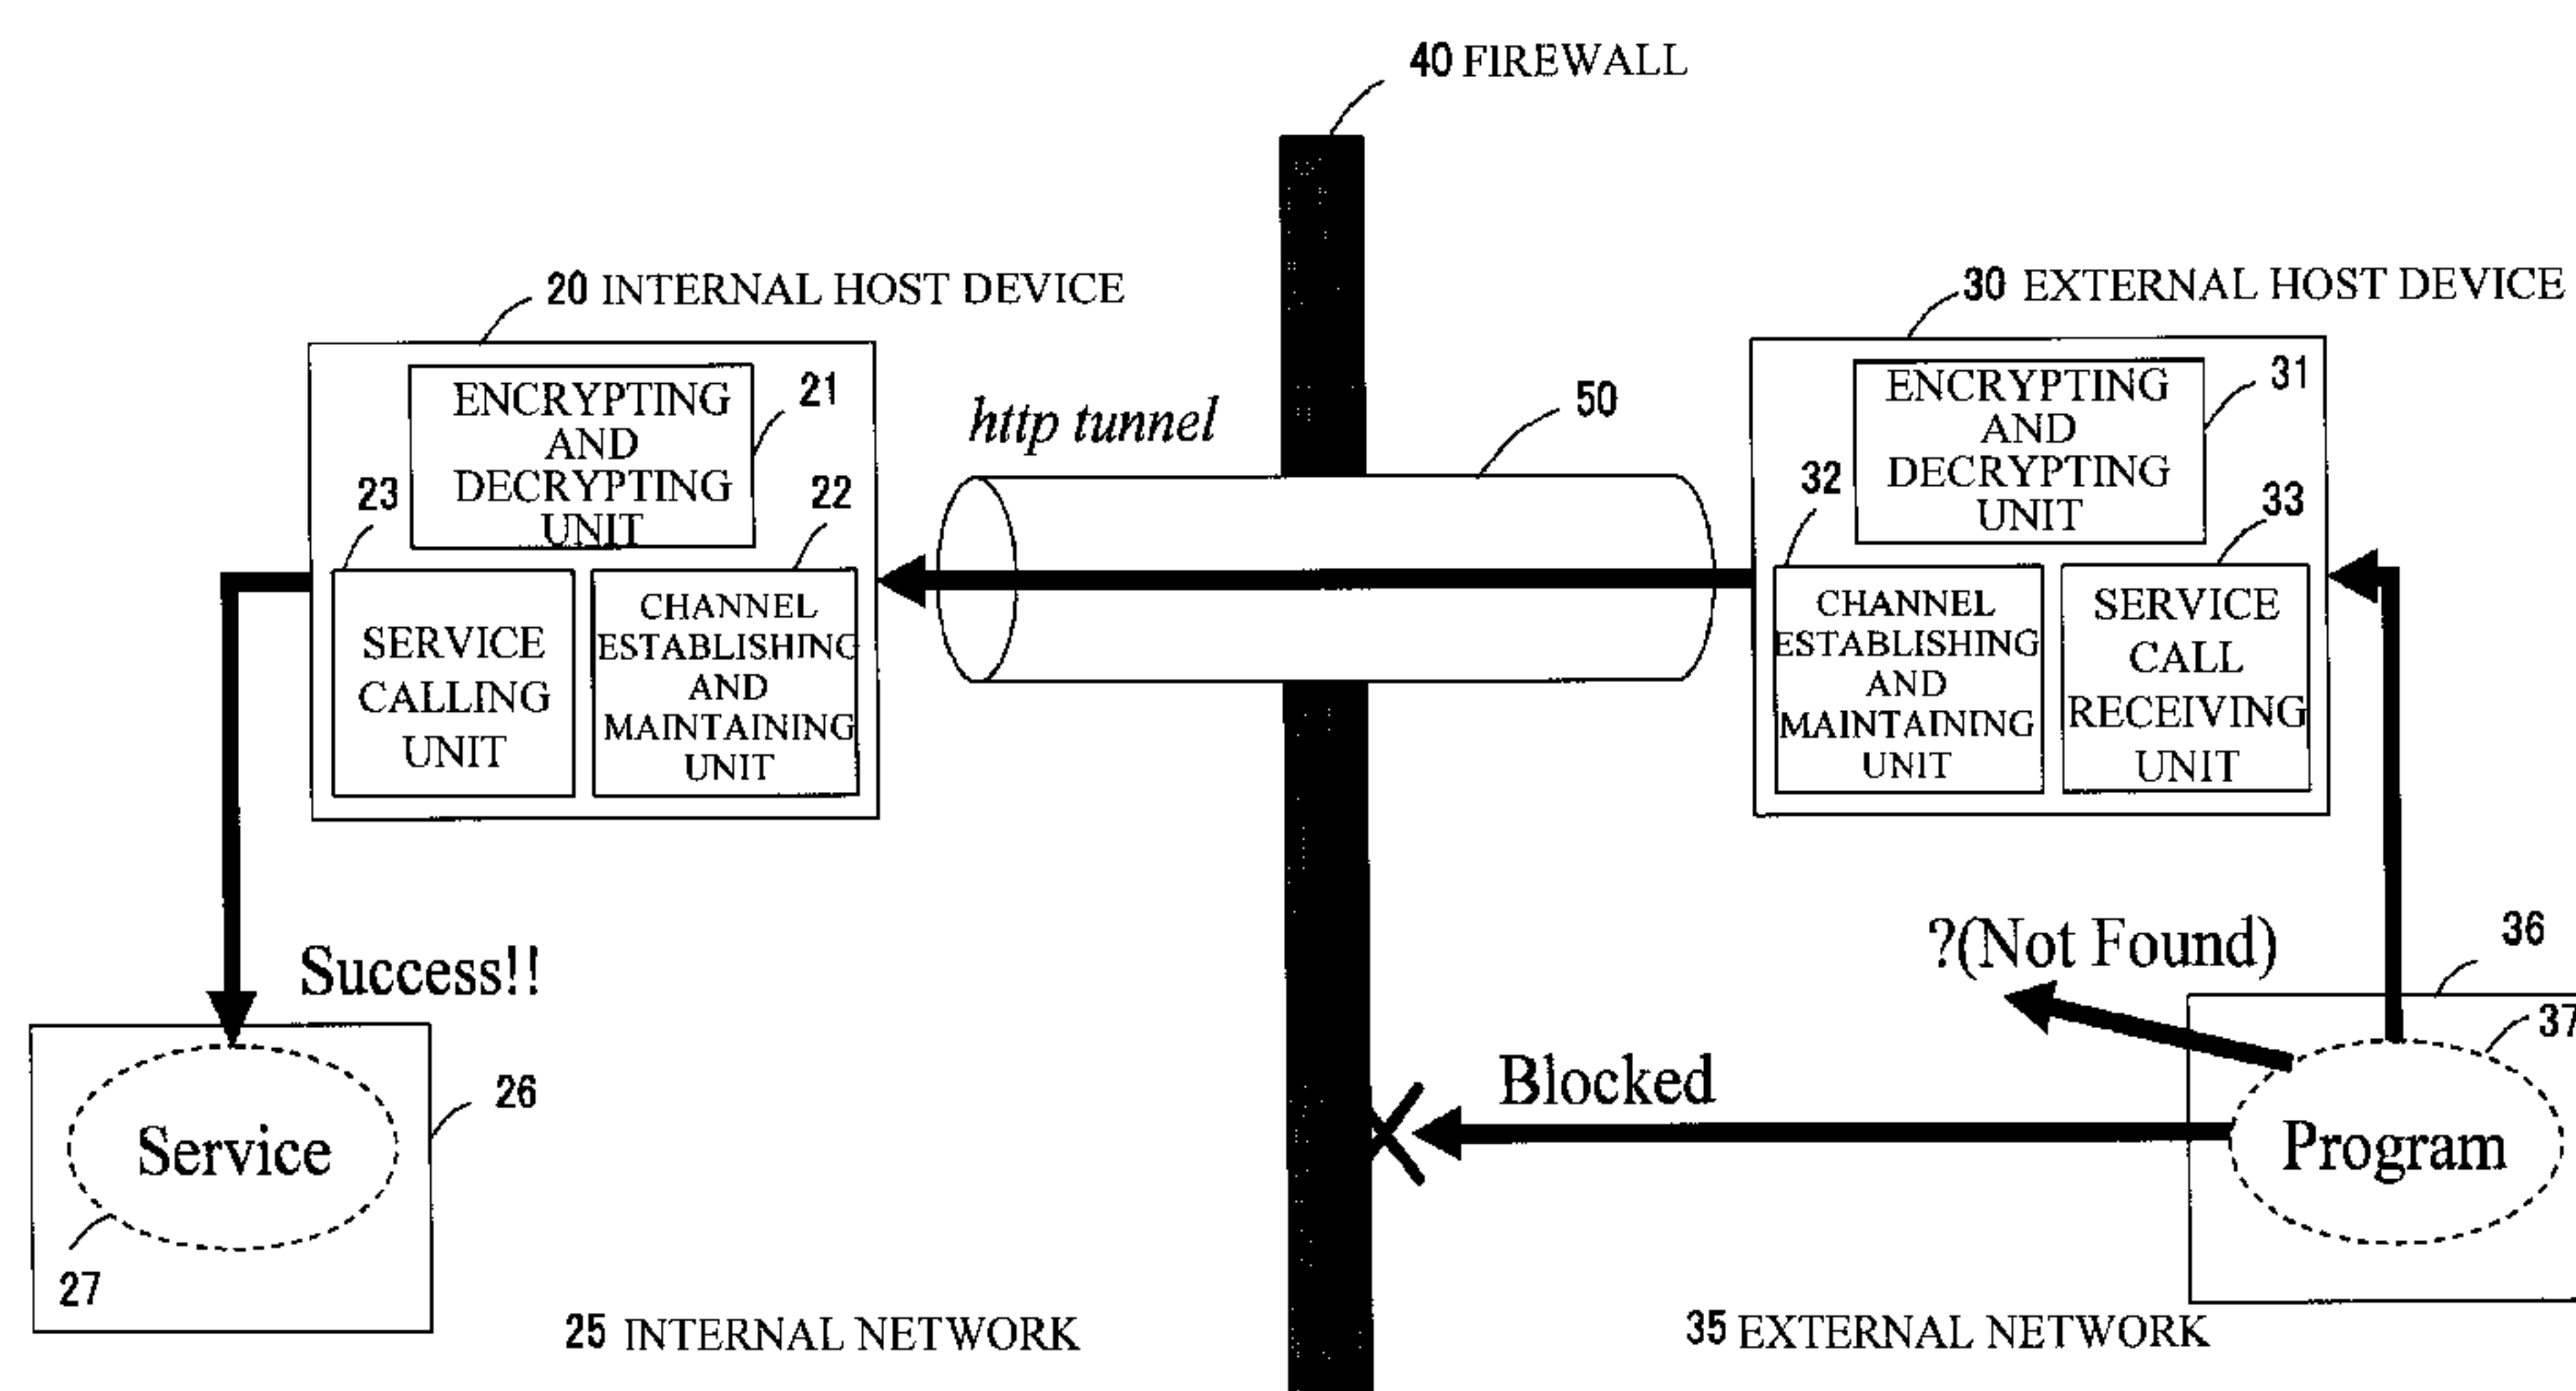 40 FIREWALL
20 INTERNAL HOST DEVICE
30 EXTERNAL HOST DEVICE
ENCRYPTING
AND
DECRYPTING
UNIT
21
23
22
SERVICE
CALLING
UNIT
CHANNEL
ESTABLISHING
AND
MAINTAINING
UNIT
http tunnel
50
ENCRYPTING
AND
DECRYPTING
UNIT
31
32
33
CHANNEL
ESTABLISHING
AND
MAINTAINING
UNIT
SERVICE
CALL
RECEIVING
UNIT
Success!!
?(Not Found)
36
37
Blocked
26
Service
Program
27
25 INTERNAL NETWORK
35 EXTERNAL NETWORK